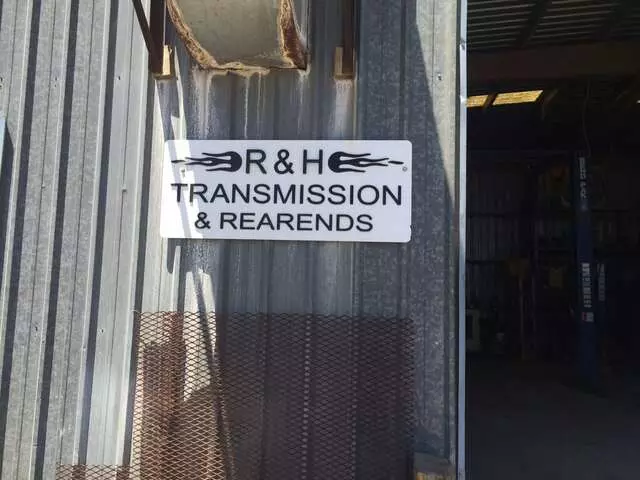 R & H
TRANSMISSION
& REARENDS